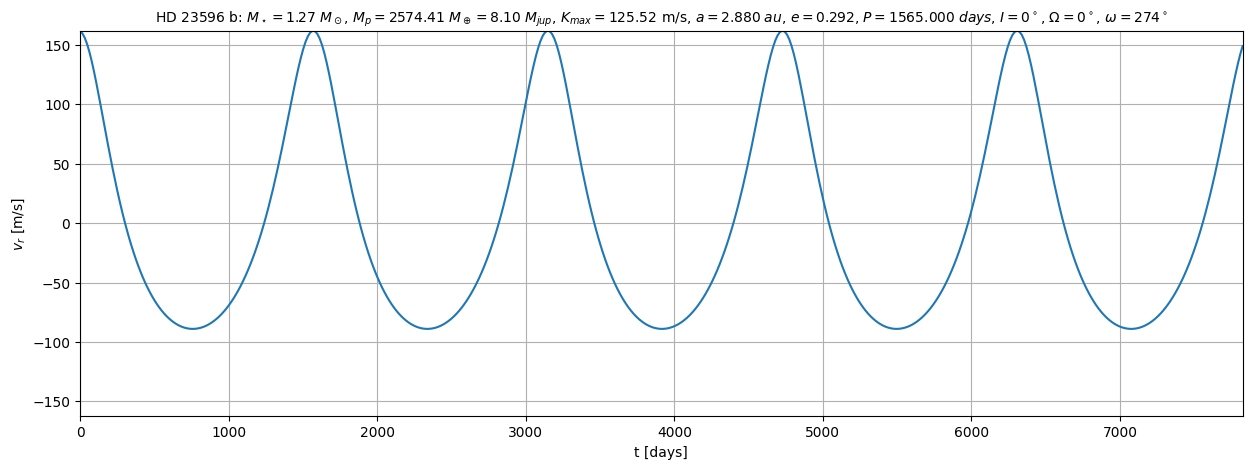 HD 23596 b: M⋆ = 1.27 M⊙, Mp = 2574.41 M⊕ = 8.10 Mjup, Kmax = 125.52 m/s, a = 2.880 au, e = 0.292, P = 1565.000 days, I = 0°, Ω = 0°, ω = 274°
150
100
50
0
−50
−100
−150
vr [m/s]
0 1000 2000 3000 4000 5000 6000 7000
t [days]